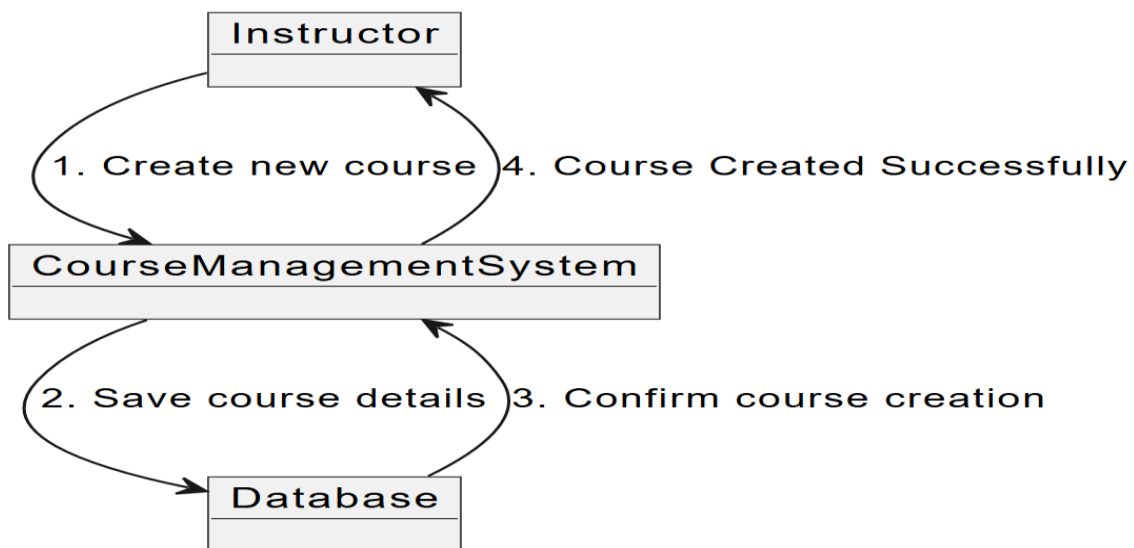 Instructor
1. Create new course
4. Course Created Successfully
CourseManagementSystem
2. Save course details
3. Confirm course creation
Database